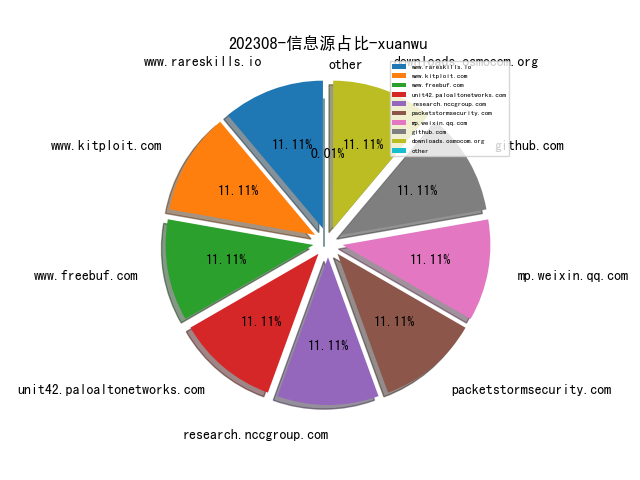 202308-信息源占比-xuanwu
www.rareskills.io
other
downloads.osmocom.org
www.kitploit.com
github.com
www.freebuf.com
mp.weixin.qq.com
unit42.paloaltonetworks.com
packetstormsecurity.com
research.nccgroup.com
11.11%
0.01%
11.11%
11.11%
11.11%
11.11%
11.11%
11.11%
11.11%
11.11%
www.rareskills.io
www.kitploit.com
www.freebuf.com
unit42.paloaltonetworks.com
research.nccgroup.com
packetstormsecurity.com
mp.weixin.qq.com
github.com
downloads.osmocom.org
other